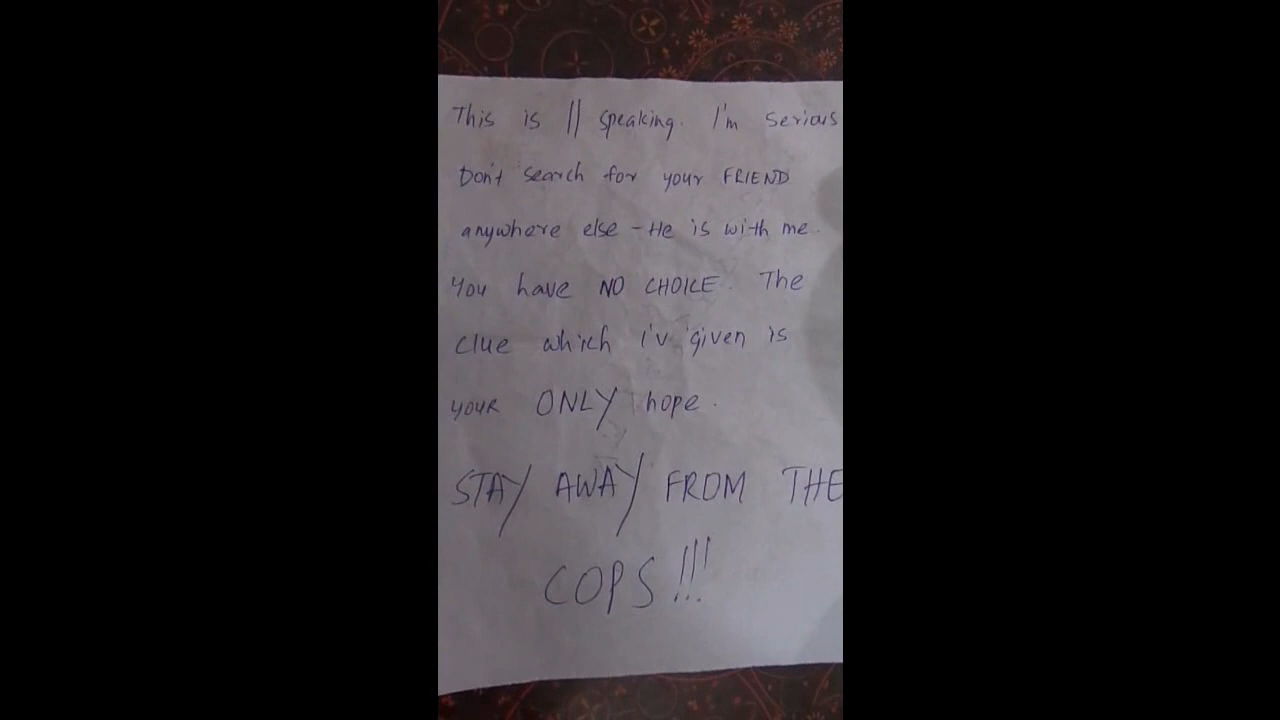 This is || speaking. I'm serious
Don't search for your FRIEND
anywhere else - He is with me.
You have NO CHOICE. The
clue which i'v given is
your ONLY hope.
STAY AWAY FROM THE
COPS!!!